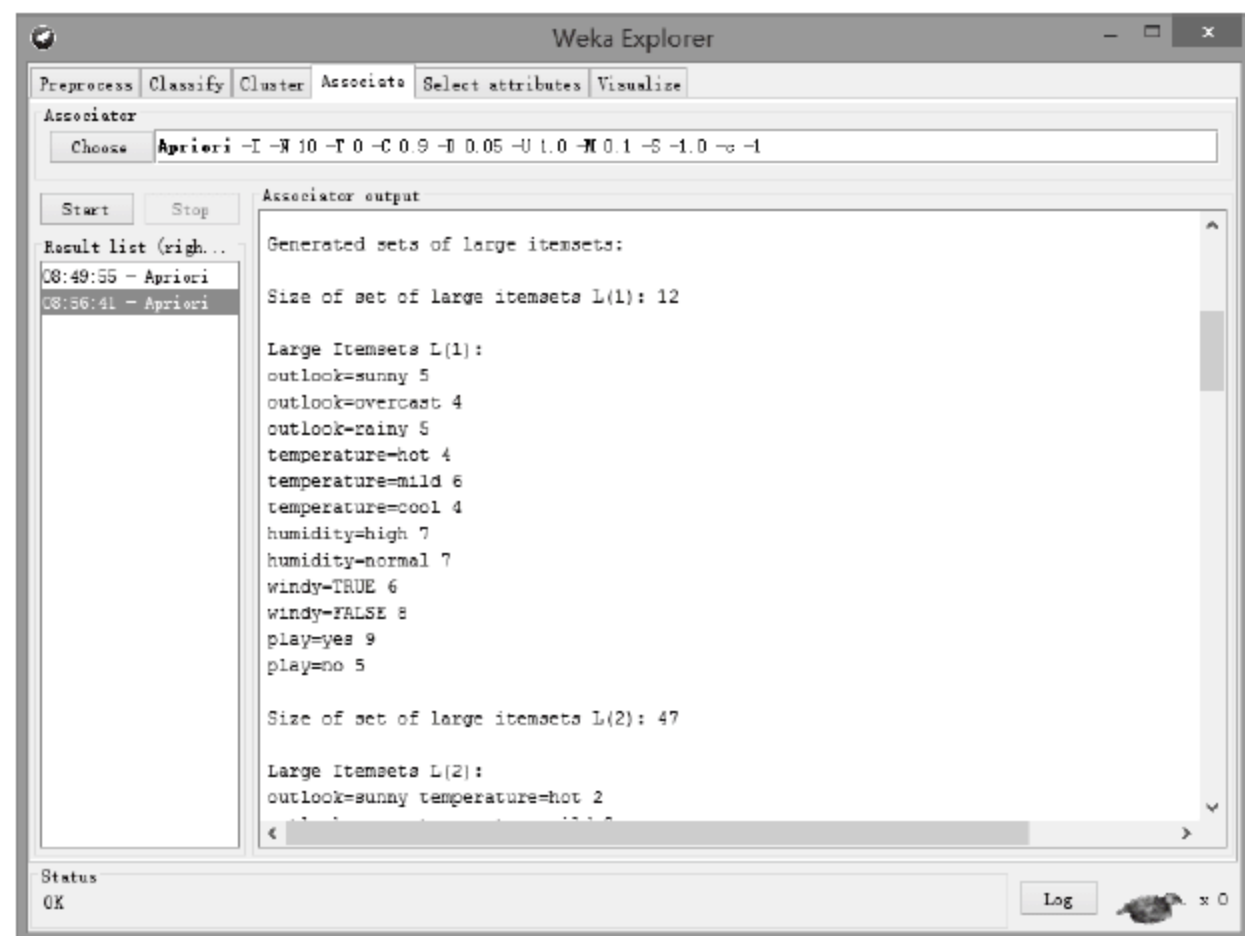 Weka Explorer
Preprocess Classify Cluster Associate Select attributes Visualize
Associator
Choose Apriori -I -N 10 -T 0 -C 0.9 -D 0.05 -U 1.0 -M 0.1 -S -1.0 -c -1
Start Stop
Result list (righ...
08:49:55 - Apriori
08:56:41 - Apriori
Associator output
Generated sets of large itemsets:
Size of set of large itemsets L(1): 12
Large Itemsets L(1):
outlook=sunny 5
outlook=overcast 4
outlook=rainy 5
temperature=hot 4
temperature=mild 6
temperature=cool 4
humidity=high 7
humidity=normal 7
windy=TRUE 6
windy=FALSE 8
play=yes 9
play=no 5
Size of set of large itemsets L(2): 47
Large Itemsets L(2):
outlook=sunny temperature=hot 2
Status
OK
Log x 0